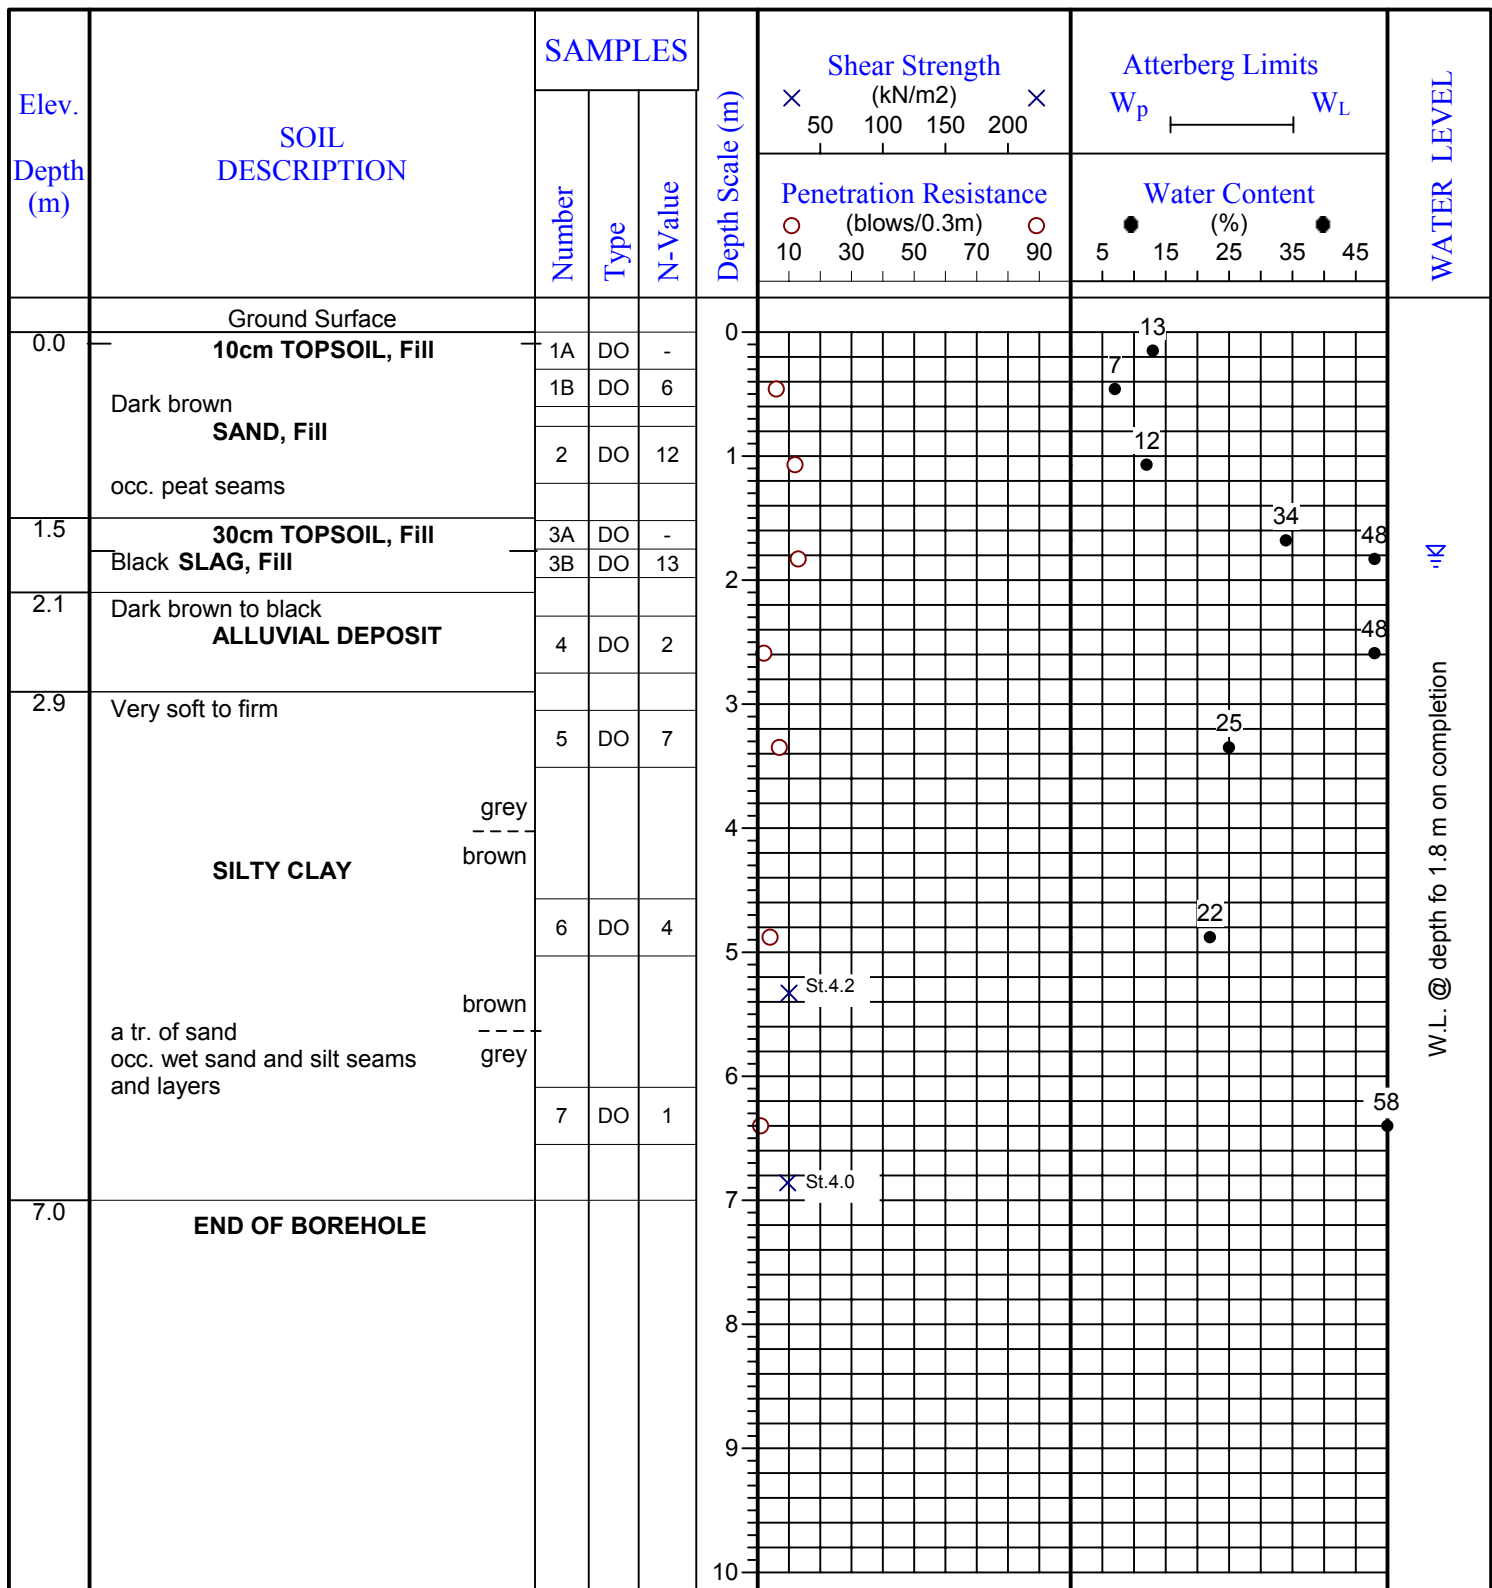 Elev.
Depth
(m)
SOIL
DESCRIPTION
SAMPLES
Number
Type
N-Value
Depth Scale (m)
Shear Strength
(kN/m2)
50 100 150 200
Penetration Resistance
(blows/0.3m)
10 30 50 70 90
Atterberg Limits
Wp WL
Water Content
(%)
5 15 25 35 45
WATER LEVEL
Ground Surface
0.0
10cm TOPSOIL, Fill
1A DO -
0
13
1B DO 6
7
Dark brown
SAND, Fill
2 DO 12
1
12
occ. peat seams
1.5
30cm TOPSOIL, Fill
3A DO -
34
Black SLAG, Fill
3B DO 13
48
2
2.1
Dark brown to black
ALLUVIAL DEPOSIT
4 DO 2
48
2.9
Very soft to firm
3
5 DO 7
25
grey
4
brown
SILTY CLAY
6 DO 4
22
5
St.4.2
brown
a tr. of sand
occ. wet sand and silt seams
and layers
grey
6
7 DO 1
58
St.4.0
7
7.0
END OF BOREHOLE
8
9
10
W.L. @ depth fo 1.8 m on completion